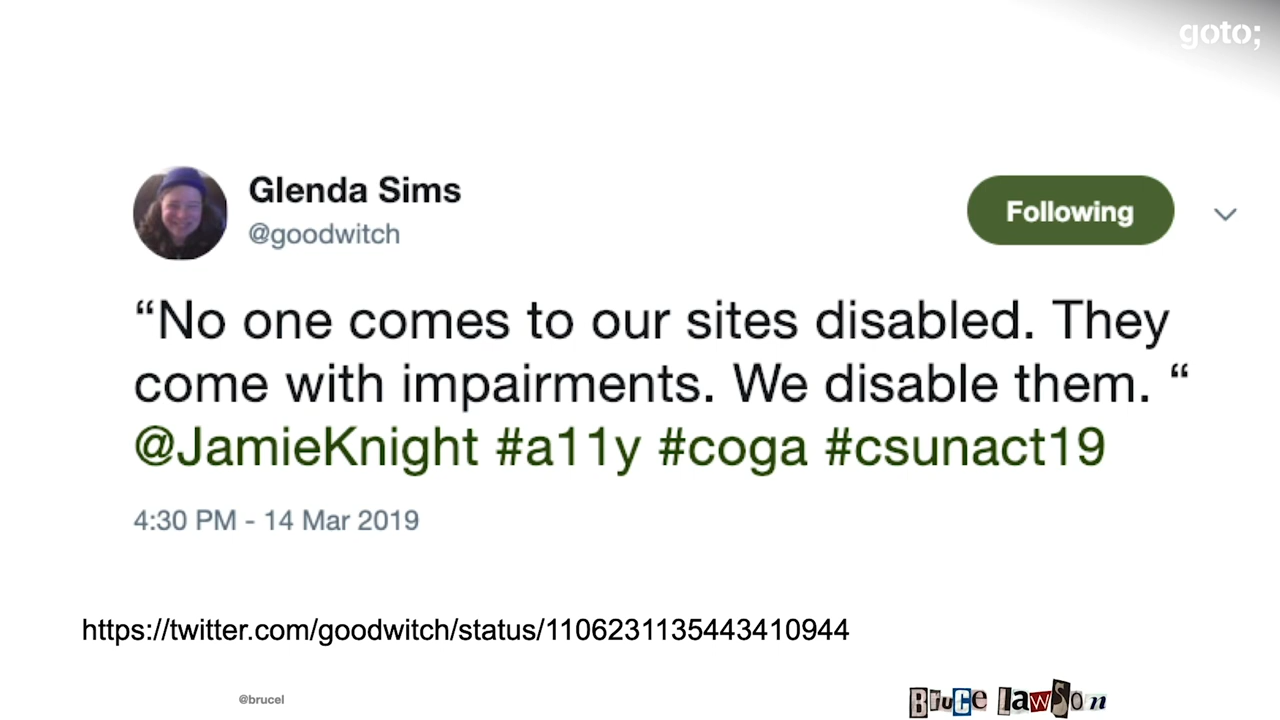 goto;
Glenda Sims
@goodwitch
Following
“No one comes to our sites disabled. They
come with impairments. We disable them. “
@JamieKnight #a11y #coga #csunact19
4:30 PM - 14 Mar 2019
https://twitter.com/goodwitch/status/1106231135443410944
@brucel
BruCe lawSon